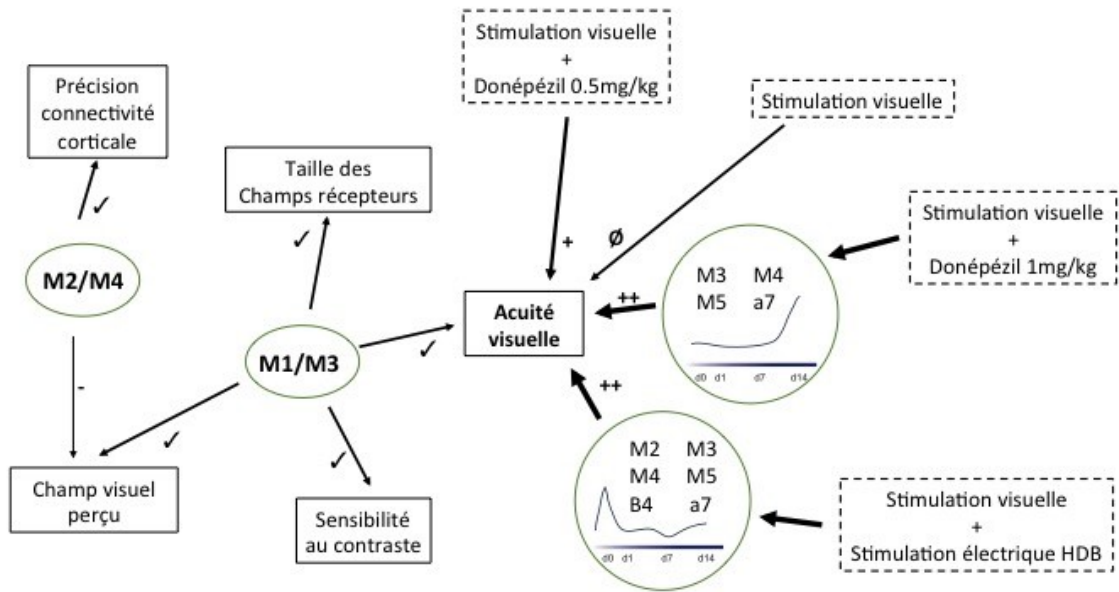 Stimulation visuelle
+
Donépézil 0.5mg/kg
Précision
connectivité
corticale
Stimulation visuelle
Taille des
Champs récepteurs
✓
Stimulation visuelle
+
Donépézil 1mg/kg
✓
+
Ø
M2/M4
M3 M4
M5 a7
++
Acuité
visuelle
✓
M1/M3
d0 d1 d7 d14
-
++
✓
✓
M2 M3
M4 M5
B4 a7
Champ visuel
perçu
Sensibilité
au contraste
Stimulation visuelle
+
Stimulation électrique HDB
d0 d1 d7 d14